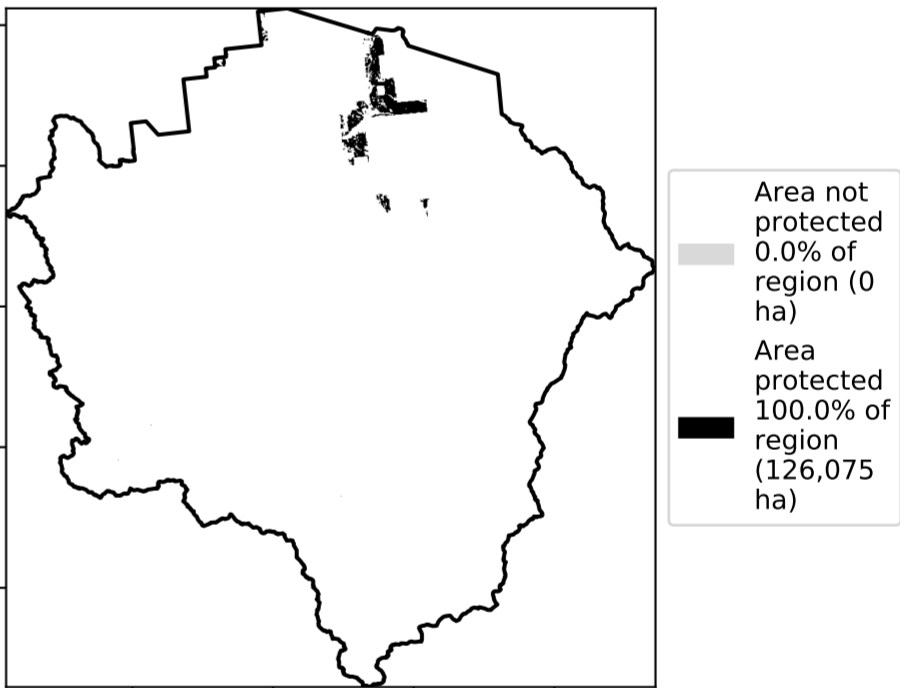 Area not
protected
0.0% of
region (0
ha)
Area
protected
100.0% of
region
(126,075
ha)